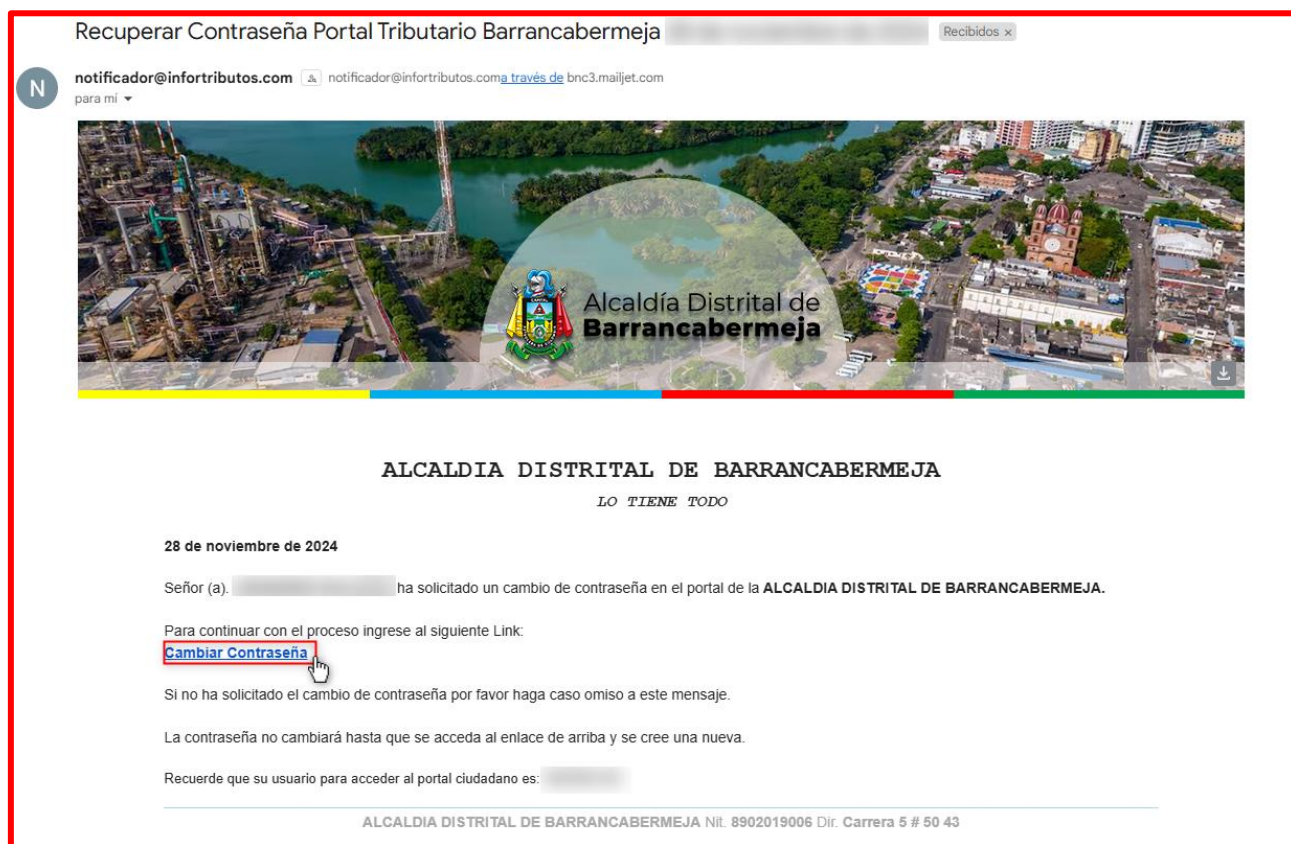 Recuperar Contraseña Portal Tributario Barrancabermeja
Recibidos x
N
notificador@infortributos.com notificador@infortributos.coma través de bnc3.mailjet.com
para mí
Alcaldía Distrital de
Barrancabermeja
ALCALDIA DISTRITAL DE BARRANCABERMEJA
LO TIENE TODO
28 de noviembre de 2024
Señor (a). ha solicitado un cambio de contraseña en el portal de la ALCALDIA DISTRITAL DE BARRANCABERMEJA.
Para continuar con el proceso ingrese al siguiente Link:
Cambiar Contraseña
Si no ha solicitado el cambio de contraseña por favor haga caso omiso a este mensaje.
La contraseña no cambiará hasta que se acceda al enlace de arriba y se cree una nueva.
Recuerde que su usuario para acceder al portal ciudadano es:
ALCALDIA DISTRITAL DE BARRANCABERMEJA Nit. 8902019006 Dir. Carrera 5 # 50 43